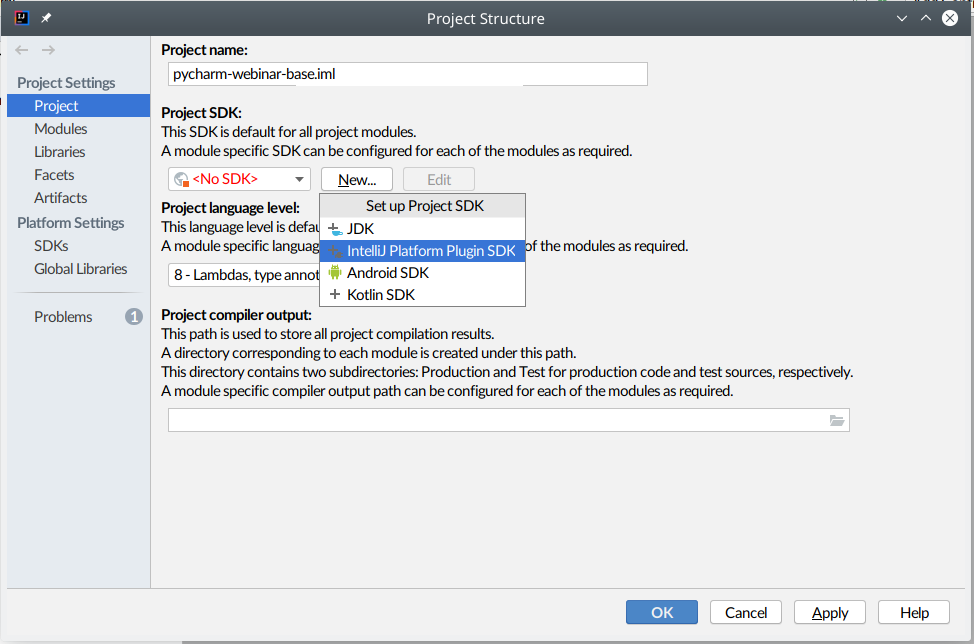 Project Structure
Project Settings
Project
Modules
Libraries
Facets
Artifacts
Platform Settings
SDKs
Global Libraries
Problems 1
Project name:
pycharm-webinar-base.iml
Project SDK:
This SDK is default for all project modules.
A module specific SDK can be configured for each of the modules as required.
<No SDK> New... Edit
Set up Project SDK
JDK
IntelliJ Platform Plugin SDK
Android SDK
Kotlin SDK
Project language level:
This language level is
A module specific of the modules as required.
8 - Lambdas, type
Project compiler output:
This path is used to store all project compilation results.
A directory corresponding to each module is created under this path.
This directory contains two subdirectories: Production and Test for production code and test sources, respectively.
A module specific compiler output path can be configured for each of the modules as required.
OK Cancel Apply Help